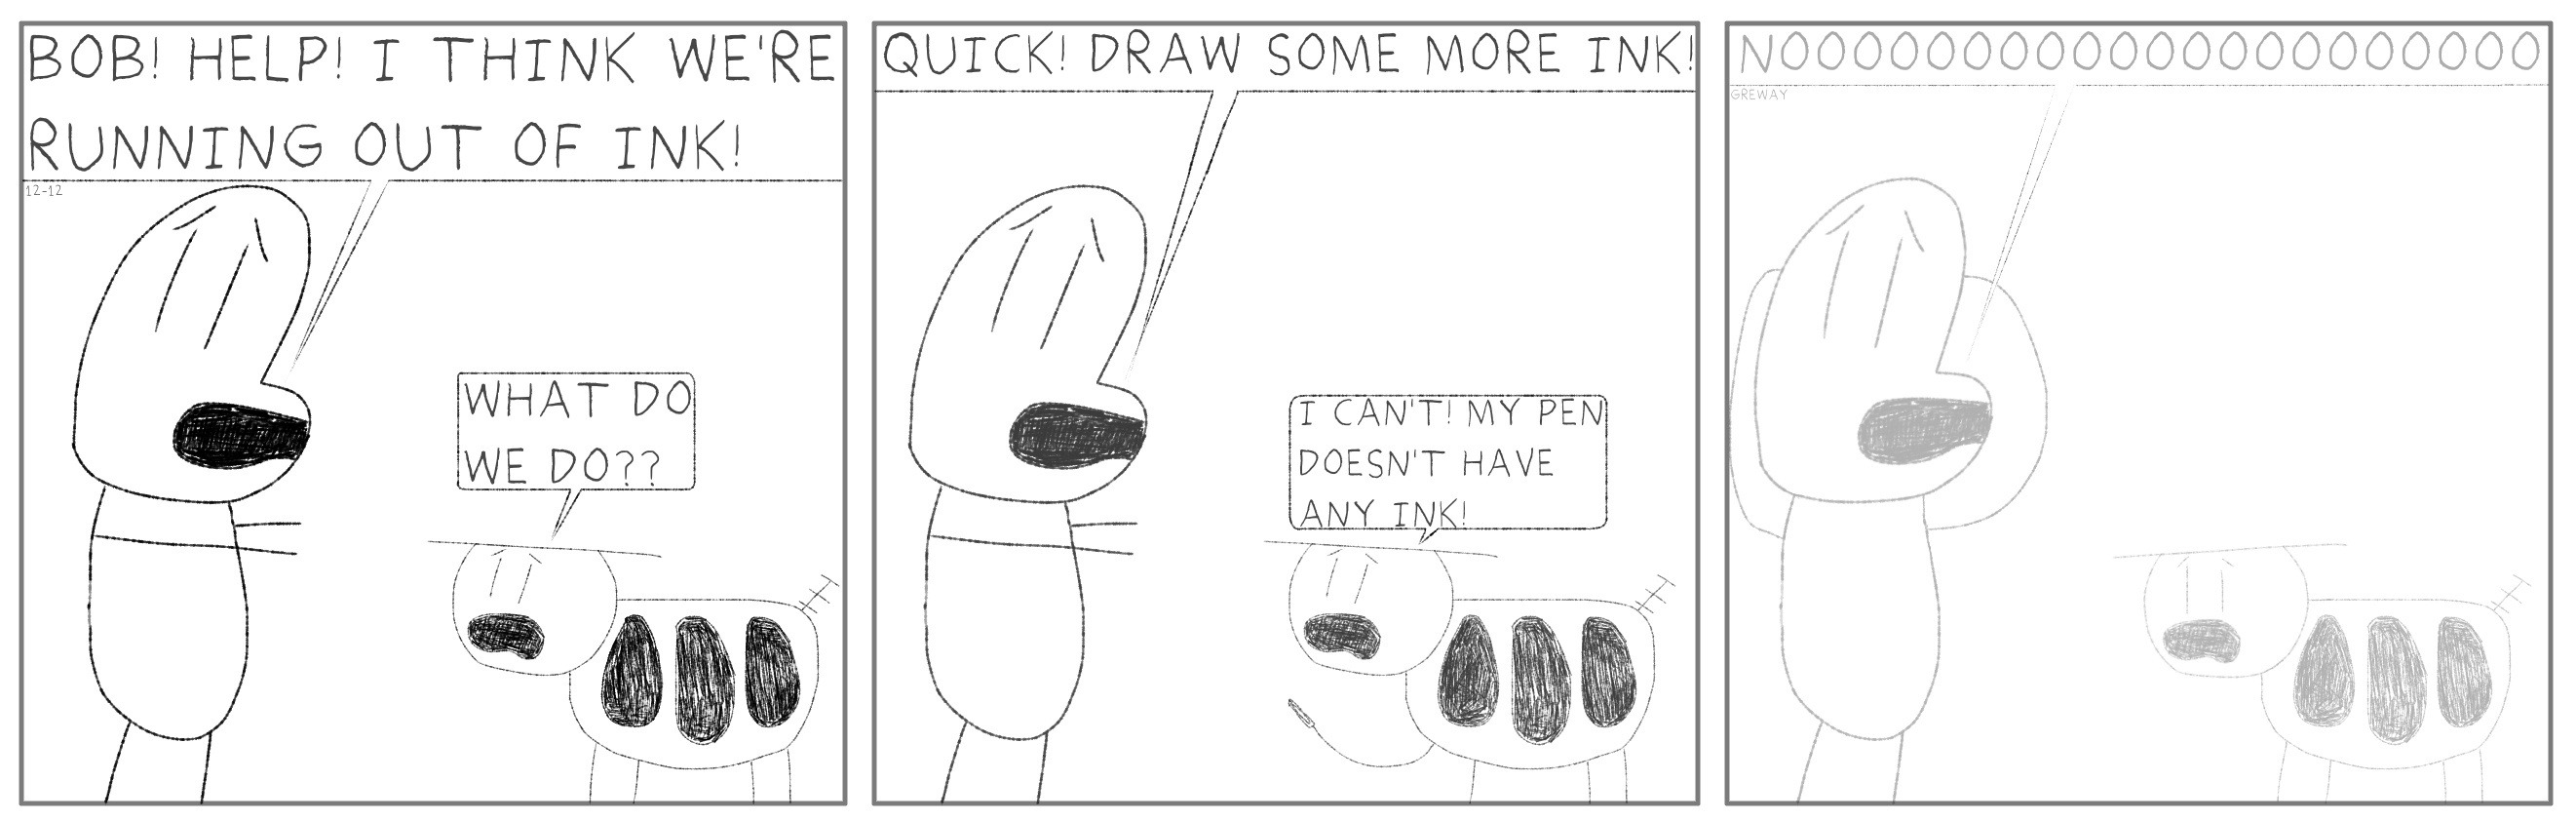 BOB! HELP! I THINK WE'RE
RUNNING OUT OF INK!
12-12
WHAT DO
WE DO??
QUICK! DRAW SOME MORE INK!
I CAN'T! MY PEN
DOESN'T HAVE
ANY INK!
NOOOOOOOOOOOOOOOOOOOOO
GREWAY